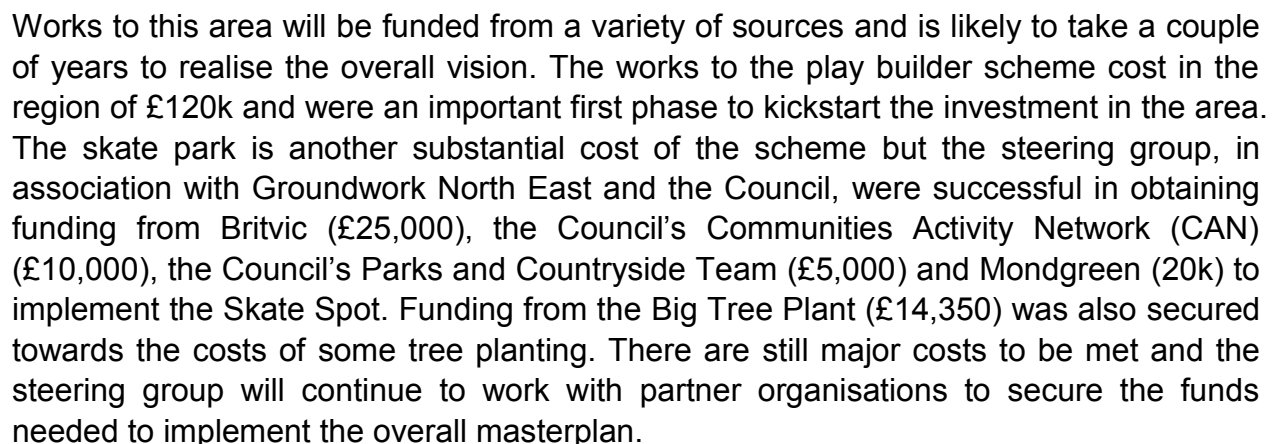 Works to this area will be funded from a variety of sources and is likely to take a couple
of years to realise the overall vision. The works to the play builder scheme cost in the
region of £120k and were an important first phase to kickstart the investment in the area.
The skate park is another substantial cost of the scheme but the steering group, in
association with Groundwork North East and the Council, were successful in obtaining
funding from Britvic (£25,000), the Council’s Communities Activity Network (CAN)
(£10,000), the Council’s Parks and Countryside Team (£5,000) and Mondgreen (20k) to
implement the Skate Spot. Funding from the Big Tree Plant (£14,350) was also secured
towards the costs of some tree planting. There are still major costs to be met and the
steering group will continue to work with partner organisations to secure the funds
needed to implement the overall masterplan.